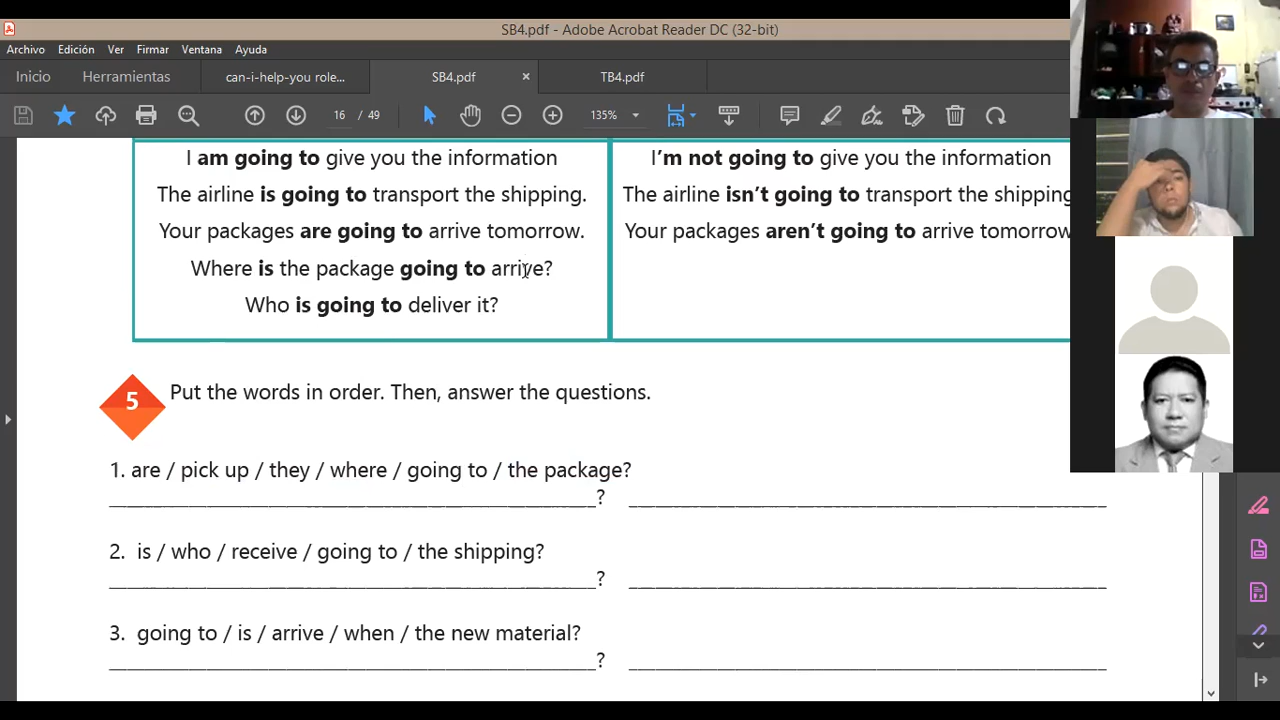 SB4.pdf - Adobe Acrobat Reader DC (32-bit)
Archivo Edición Ver Firmar Ventana Ayuda
Inicio Herramientas can-i-help-you role... SB4.pdf × TB4.pdf
16 / 49 135%
I am going to give you the information
The airline is going to transport the shipping.
Your packages are going to arrive tomorrow.
Where is the package going to arrive?
Who is going to deliver it?
I'm not going to give you the information
The airline isn't going to transport the shipping
Your packages aren't going to arrive tomorrow
5 Put the words in order. Then, answer the questions.
1. are / pick up / they / where / going to / the package?
______________________? ______________________
2. is / who / receive / going to / the shipping?
______________________? ______________________
3. going to / is / arrive / when / the new material?
______________________? ______________________